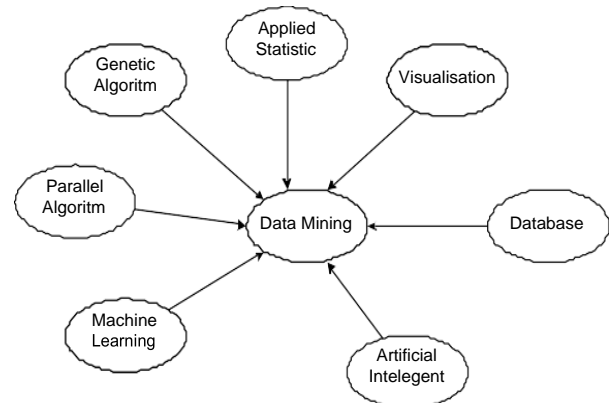 Applied
Statistic
Genetic
Algoritm
Visualisation
Parallel
Algoritm
Data Mining
Database
Machine
Learning
Artificial
Intelegent